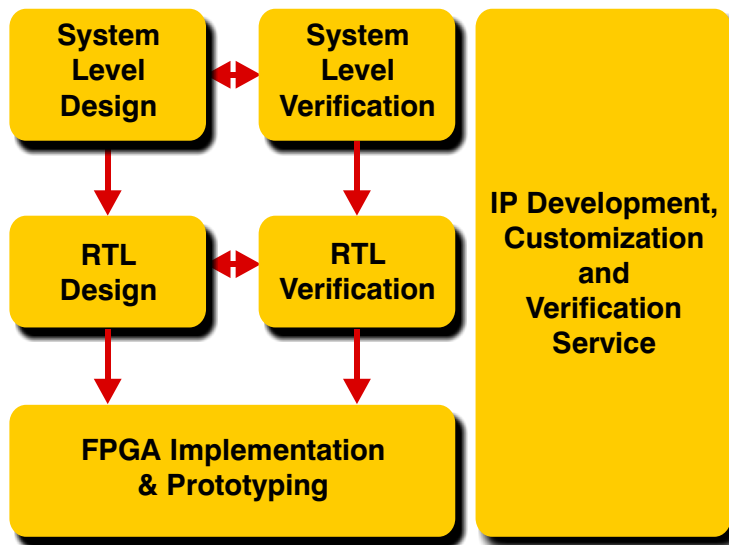 System
Level
Design
System
Level
Verification
RTL
Design
RTL
Verification
FPGA Implementation
& Prototyping
IP Development,
Customization
and
Verification
Service